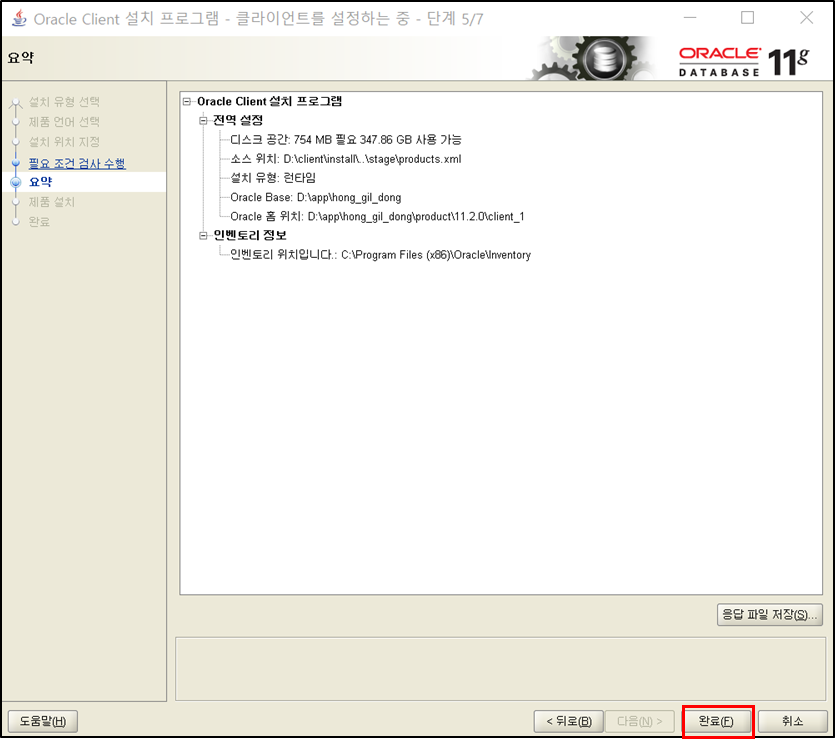 Oracle Client 설치 프로그램 - 클라이언트를 설정하는 중 - 단계 5/7
요약
ORACLE
DATABASE 11g
설치 유형 선택
제품 언어 선택
설치 위치 지정
필요 조건 검사 수행
요약
제품 설치
완료
Oracle Client 설치 프로그램
전역 설정
디스크 공간: 754 MB 필요 347.86 GB 사용 가능
소스 위치: D:\client\install\..\stage\products.xml
설치 유형: 런타임
Oracle Base: D:\app\hong_gil_dong
Oracle 홈 위치: D:\app\hong_gil_dong\product\11.2.0\client_1
인벤토리 정보
인벤토리 위치입니다.: C:\Program Files (x86)\Oracle\Inventory
응답 파일 저장(S)...
도움말(H) < 뒤로(B) 다음(N) > 완료(F) 취소